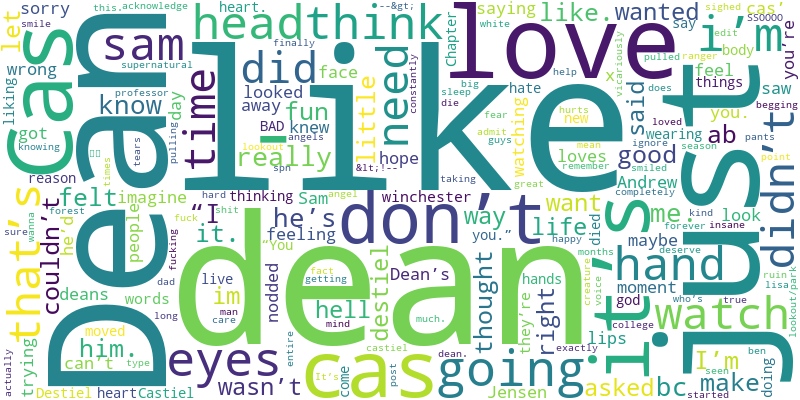 sorry
smile
let
wrong
liking
got
knowing
Cas
Dean
sam
supernatural
know
professor
this.
acknowledge
heart.
head
think
did
looked
away
fun
knew
BAD
angels
really
lookout
spn
hope
&lt;!--
time
day
pulling
pulled
reason
tears
times
like
--&gt;
finally
face
constantly
little
need
Chapter
saying
like.
wanted
love
big
sleep
die
fear
admit
guys
hate
x
watching
hurts
new
mean
loves
remember
great
taking
white
ranger
edit
feel
body
vicariously
help
does
said
wearing
ignore
good
i’m
say
sighed
cas’
SSOOOO
you’re
saw
things
begging
loved
pants
you.
ab
season
smiled
Andrew
completely
point
just
didn’t
that’s
couldn’t
felt
imagine
he’d
forest
wanna
sure
people
deans
words
him.
moved
can’t
type
trying
actually
Destiel
heart
Castiel
long
dad
fucking
fuck
shit
hard
angel
thinking
Sam
winchester
“I
it.
he’s
feeling
“You
live
im
man
care
fact
getting
hell
mind
nodded
eyes
wasn’t
entire
It’s
dean
don’t
Dean’s
destiel
much.
castiel
come
post
cas
dean.
going
way
you.”
thought
they’re
right
exactly
Jensen
want
life
happy
died
months
hands
creature
voice
lips
asked
bc
it’s
hand
me.
maybe
moment
god
who’s
college
I’m
make
seen
started
kind
forever
insane
deserve
look
true
lisa
ruin
ben
doing
lookout/park
watch